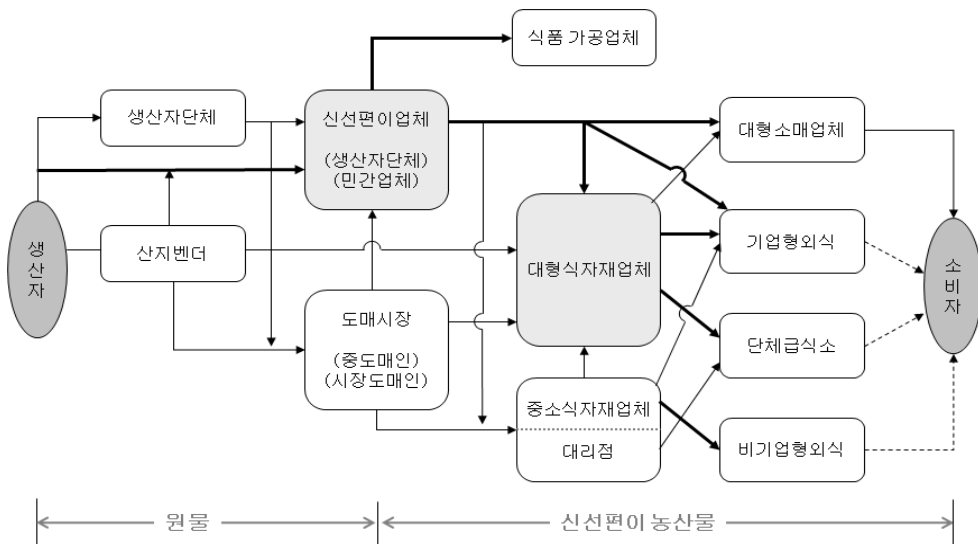 식품 가공업체
생산자단체
신선편이업체
(생산자단체)
(민간업체)
대형소매업체
생
산
자
산지벤더
대형식자재업체
기업형외식
소
비
자
도매시장
(중도매인)
(시장도매인)
단체급식소
중소식자재업체
대리점
비기업형외식
원물
신선편이 농산물